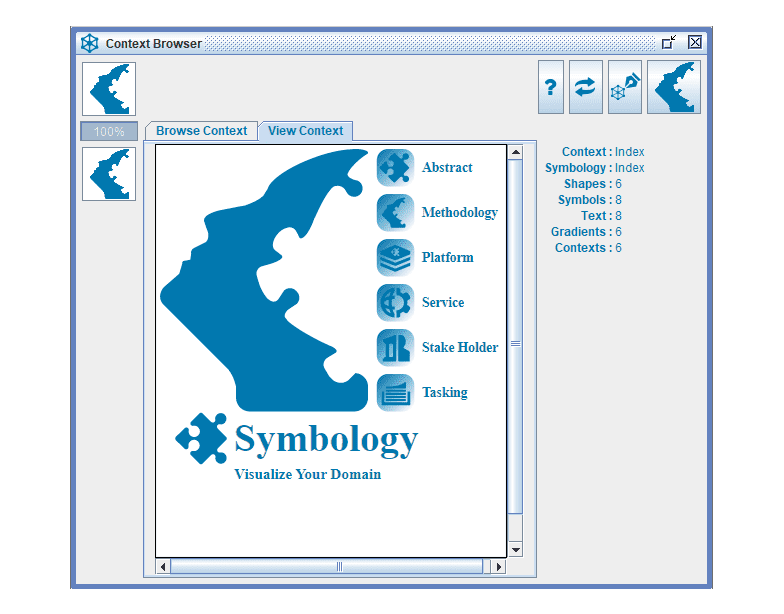 Context Browser
?
100%
Browse Context
View Context
Abstract
Methodology
Platform
Service
Stake Holder
Tasking
Symbology
Visualize Your Domain
Context : Index
Symbology : Index
Shapes : 6
Symbols : 8
Text : 8
Gradients : 6
Contexts : 6